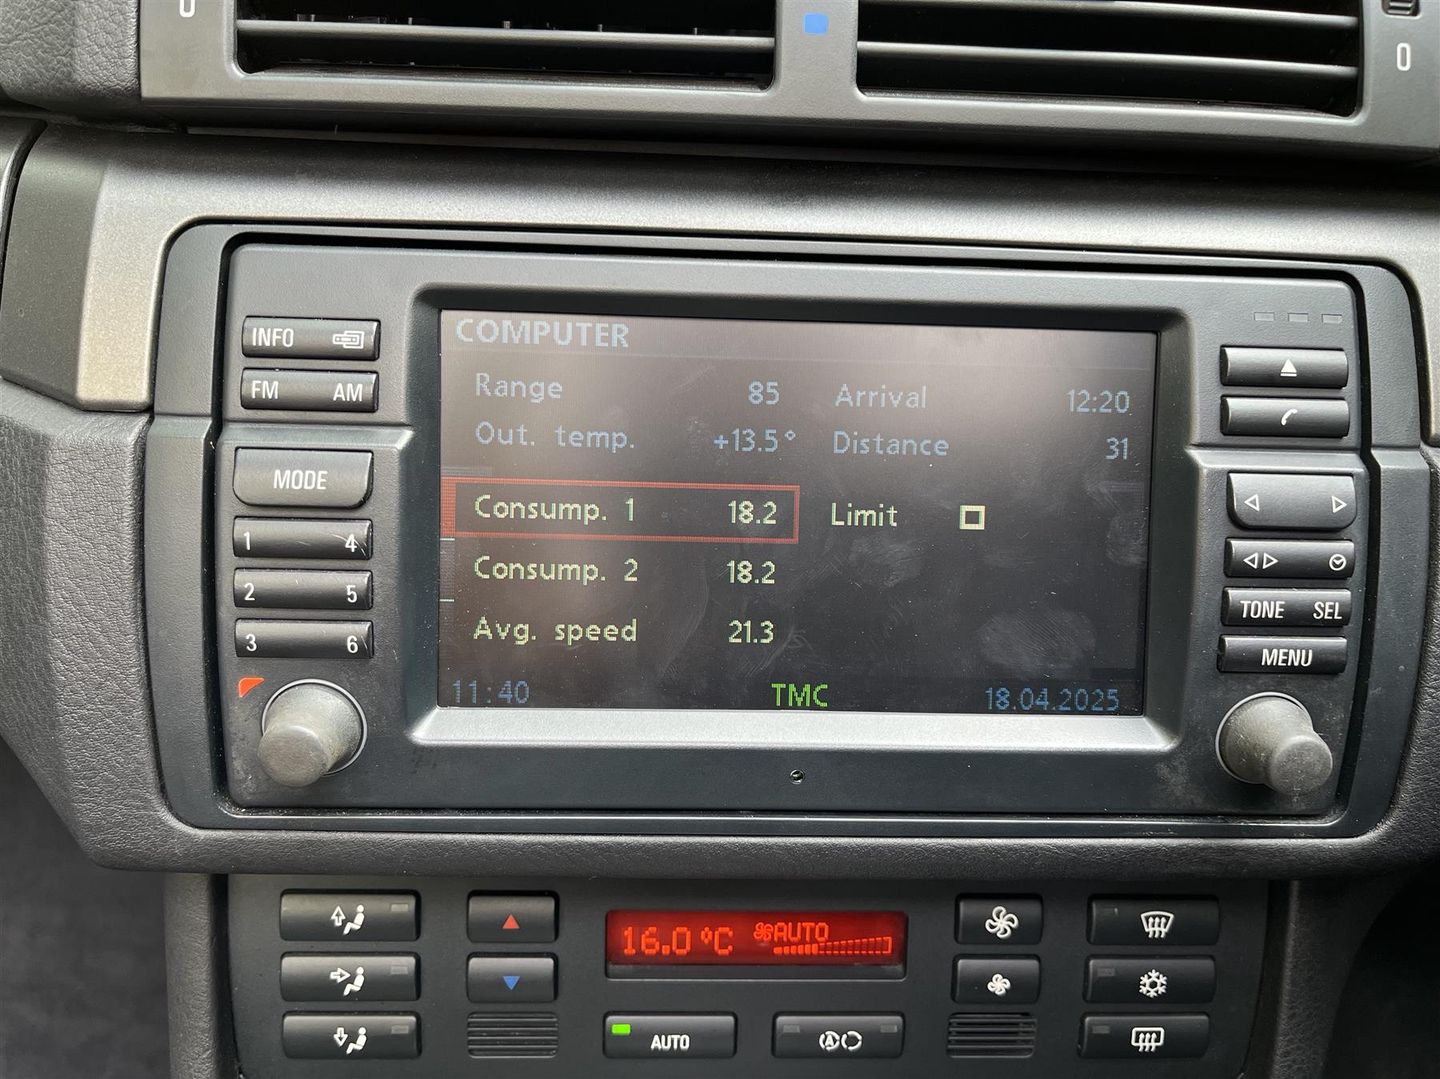 0
0
COMPUTER
INFO
Range 85 Arrival 12:20
FM AM
Out. temp. +13.5° Distance 31
MODE
Consump. 1 18.2 Limit
1 4
Consump. 2 18.2
2 5
TONE SEL
Avg. speed 21.3
3 6
MENU
11:40 TMC 18.04.2025
16.0 °C AUTO
AUTO
A